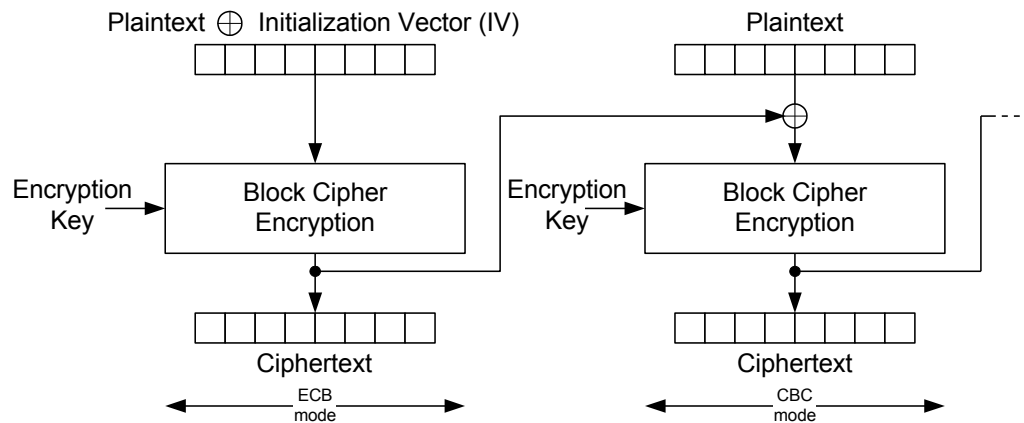 Plaintext ⊕ Initialization Vector (IV)
Plaintext
Encryption
Key
Block Cipher
Encryption
Encryption
Key
Block Cipher
Encryption
Ciphertext
Ciphertext
ECB
mode
CBC
mode